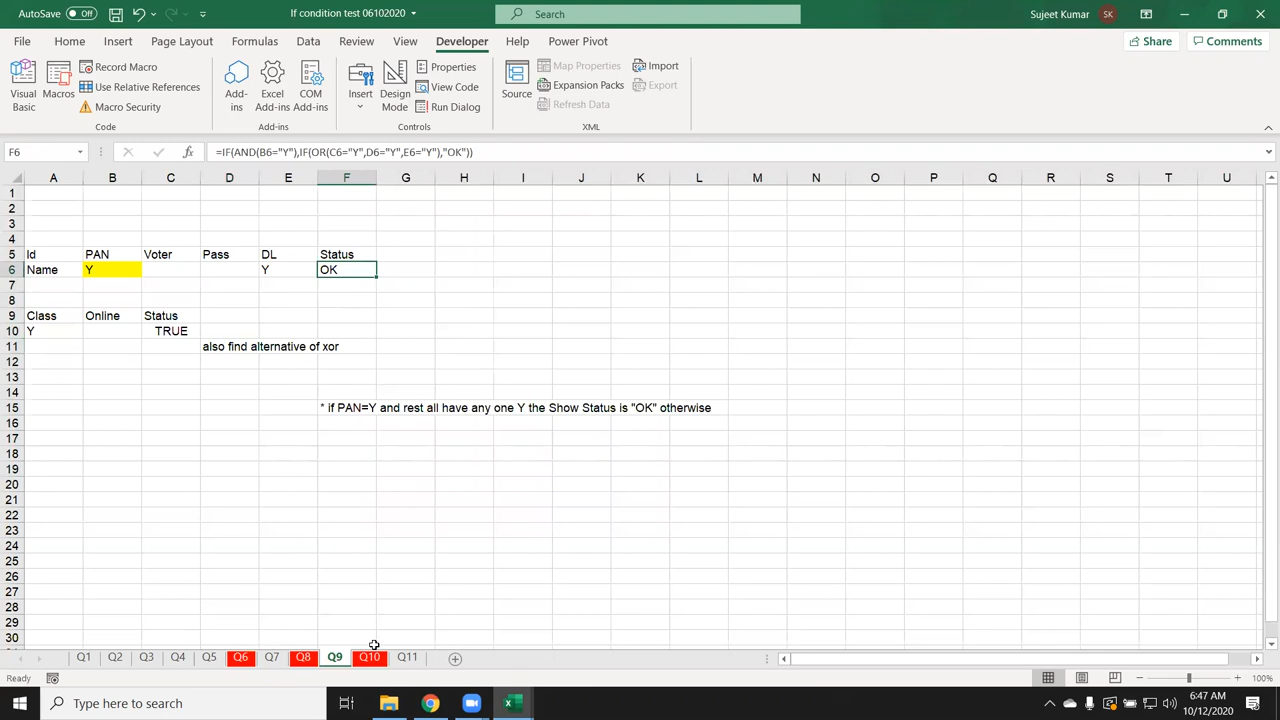 AutoSave Off If condition test 06102020 Search Sujeet Kumar SK
File Home Insert Page Layout Formulas Data Review View Developer Help Power Pivot Share Comments
Visual Basic
Macros
Record Macro
Use Relative References
Macro Security
Code
Add-ins
Excel Add-ins
COM Add-ins
Add-ins
Insert
Design Mode
Properties
View Code
Run Dialog
Controls
Source
Map Properties
Expansion Packs
Refresh Data
Import
Export
XML
F6 fx =IF(AND(B6="Y"),IF(OR(C6="Y",D6="Y",E6="Y"),"OK"))
A B C D E F G H I J K L M N O P Q R S T U
1
2
3
4
5 Id PAN Voter Pass DL Status
6 Name Y Y OK
7
8
9 Class Online Status
10 Y TRUE
11 also find alternative of xor
12
13
14
15 * if PAN=Y and rest all have any one Y the Show Status is "OK" otherwise
16
17
18
19
20
21
22
23
24
25
26
27
28
29
30
Q1 Q2 Q3 Q4 Q5 Q6 Q7 Q8 Q9 Q10 Q11
Ready 100%
Type here to search
6:47 AM
10/12/2020